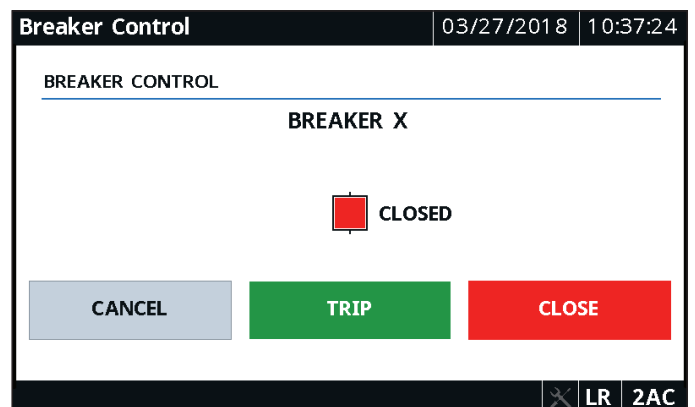 Breaker Control 03/27/2018 10:37:24
BREAKER CONTROL
BREAKER X
CLOSED
CANCEL TRIP CLOSE
LR 2AC